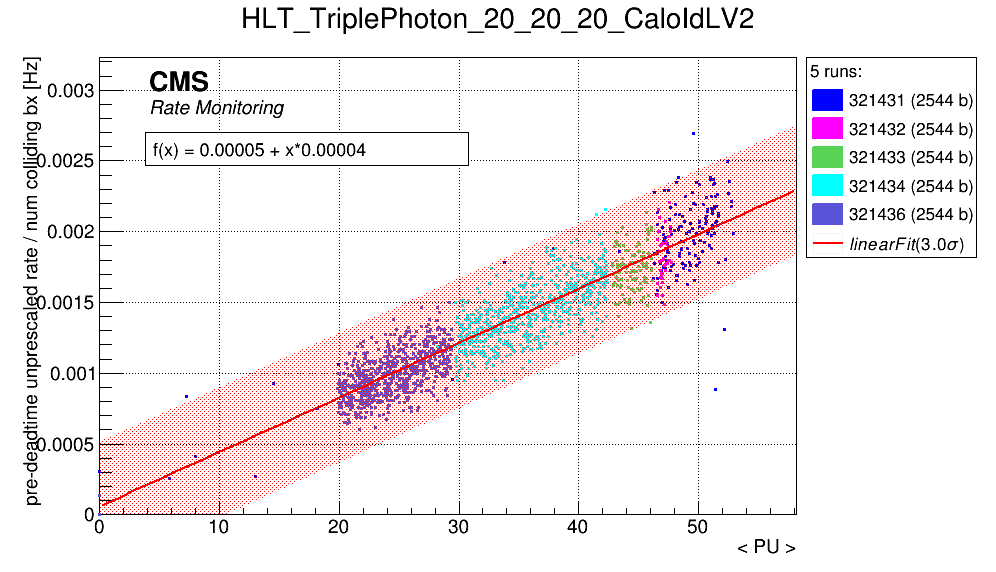 HLT_TriplePhoton_20_20_20_CaloIdLV2
pre-deadtime unprescaled rate / num colliding bx [Hz]
CMS
Rate Monitoring
f(x) = 0.00005 + x*0.00004
0.003
0.0025
0.002
0.0015
0.001
0.0005
0
0 10 20 30 40 50
< PU >
5 runs:
321431 (2544 b)
321432 (2544 b)
321433 (2544 b)
321434 (2544 b)
321436 (2544 b)
linearFit(3.0σ)